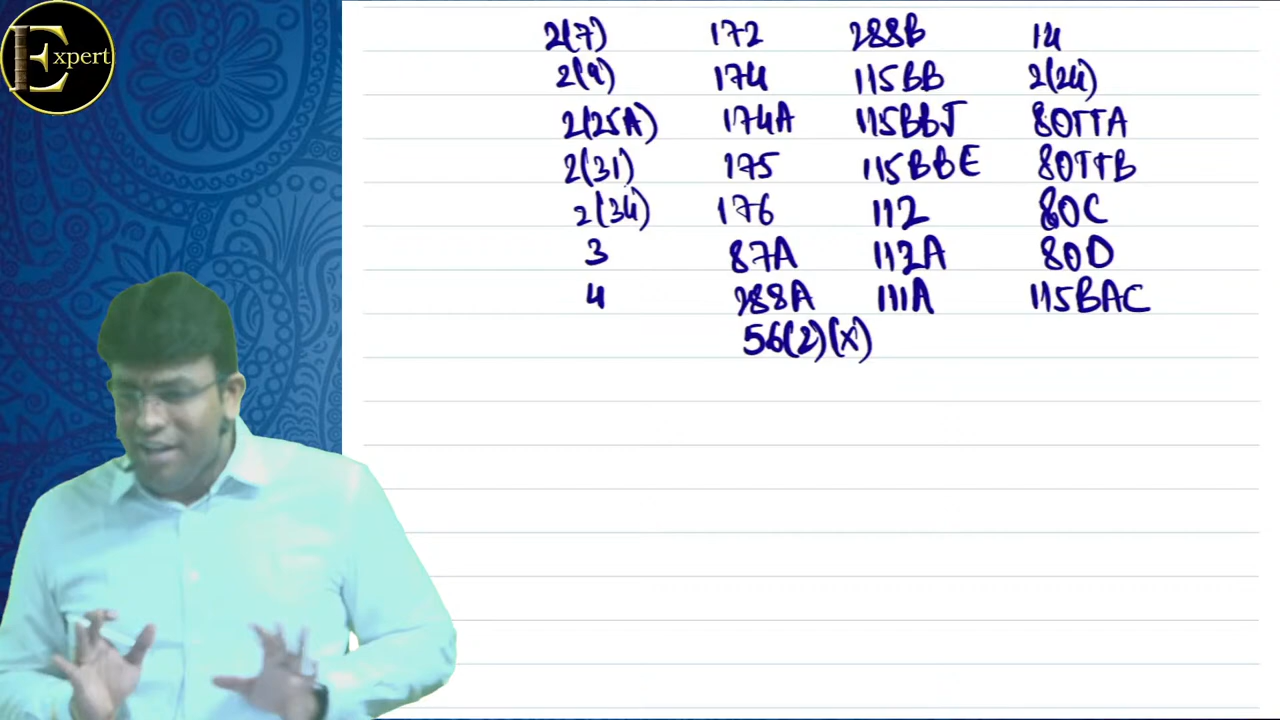 Expert
2(7) 172 288B 14
2(9) 174 115BB 2(24)
2(25A) 174A 115BBJ 80TTA
2(31) 175 115BBE 80TTB
2(34) 176 112 80C
3 87A 112A 80D
4 288A 111A 115BAC
56(2)(x)